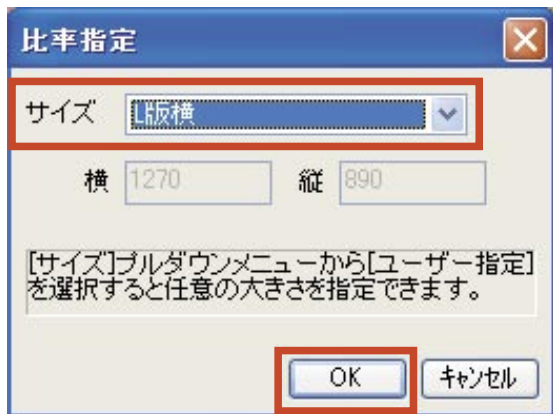 比率指定
サイズ L版横
横 1270 縦 890
[サイズ]プルダウンメニューから[ユーザー指定]
を選択すると任意の大きさを指定できます。
OK キャンセル